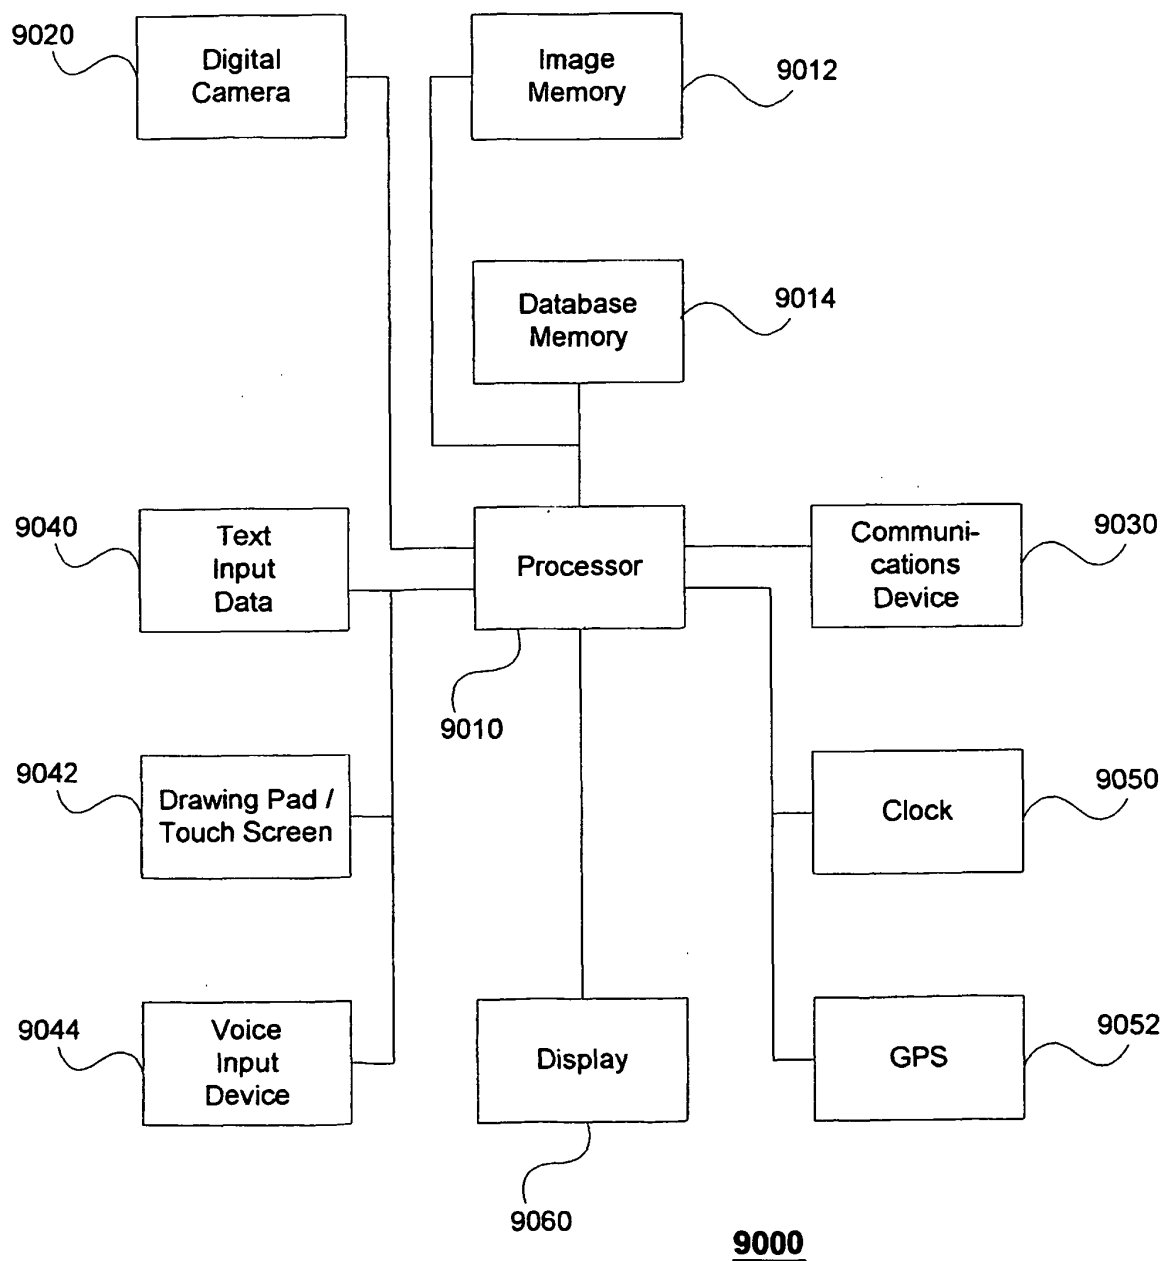 9020
Digital
Camera
Image
Memory
9012
Database
Memory
9014
9040
Text
Input
Data
Processor
9010
Communi-
cations
Device
9030
9042
Drawing Pad /
Touch Screen
Clock
9050
9044
Voice
Input
Device
Display
9060
GPS
9052
9000